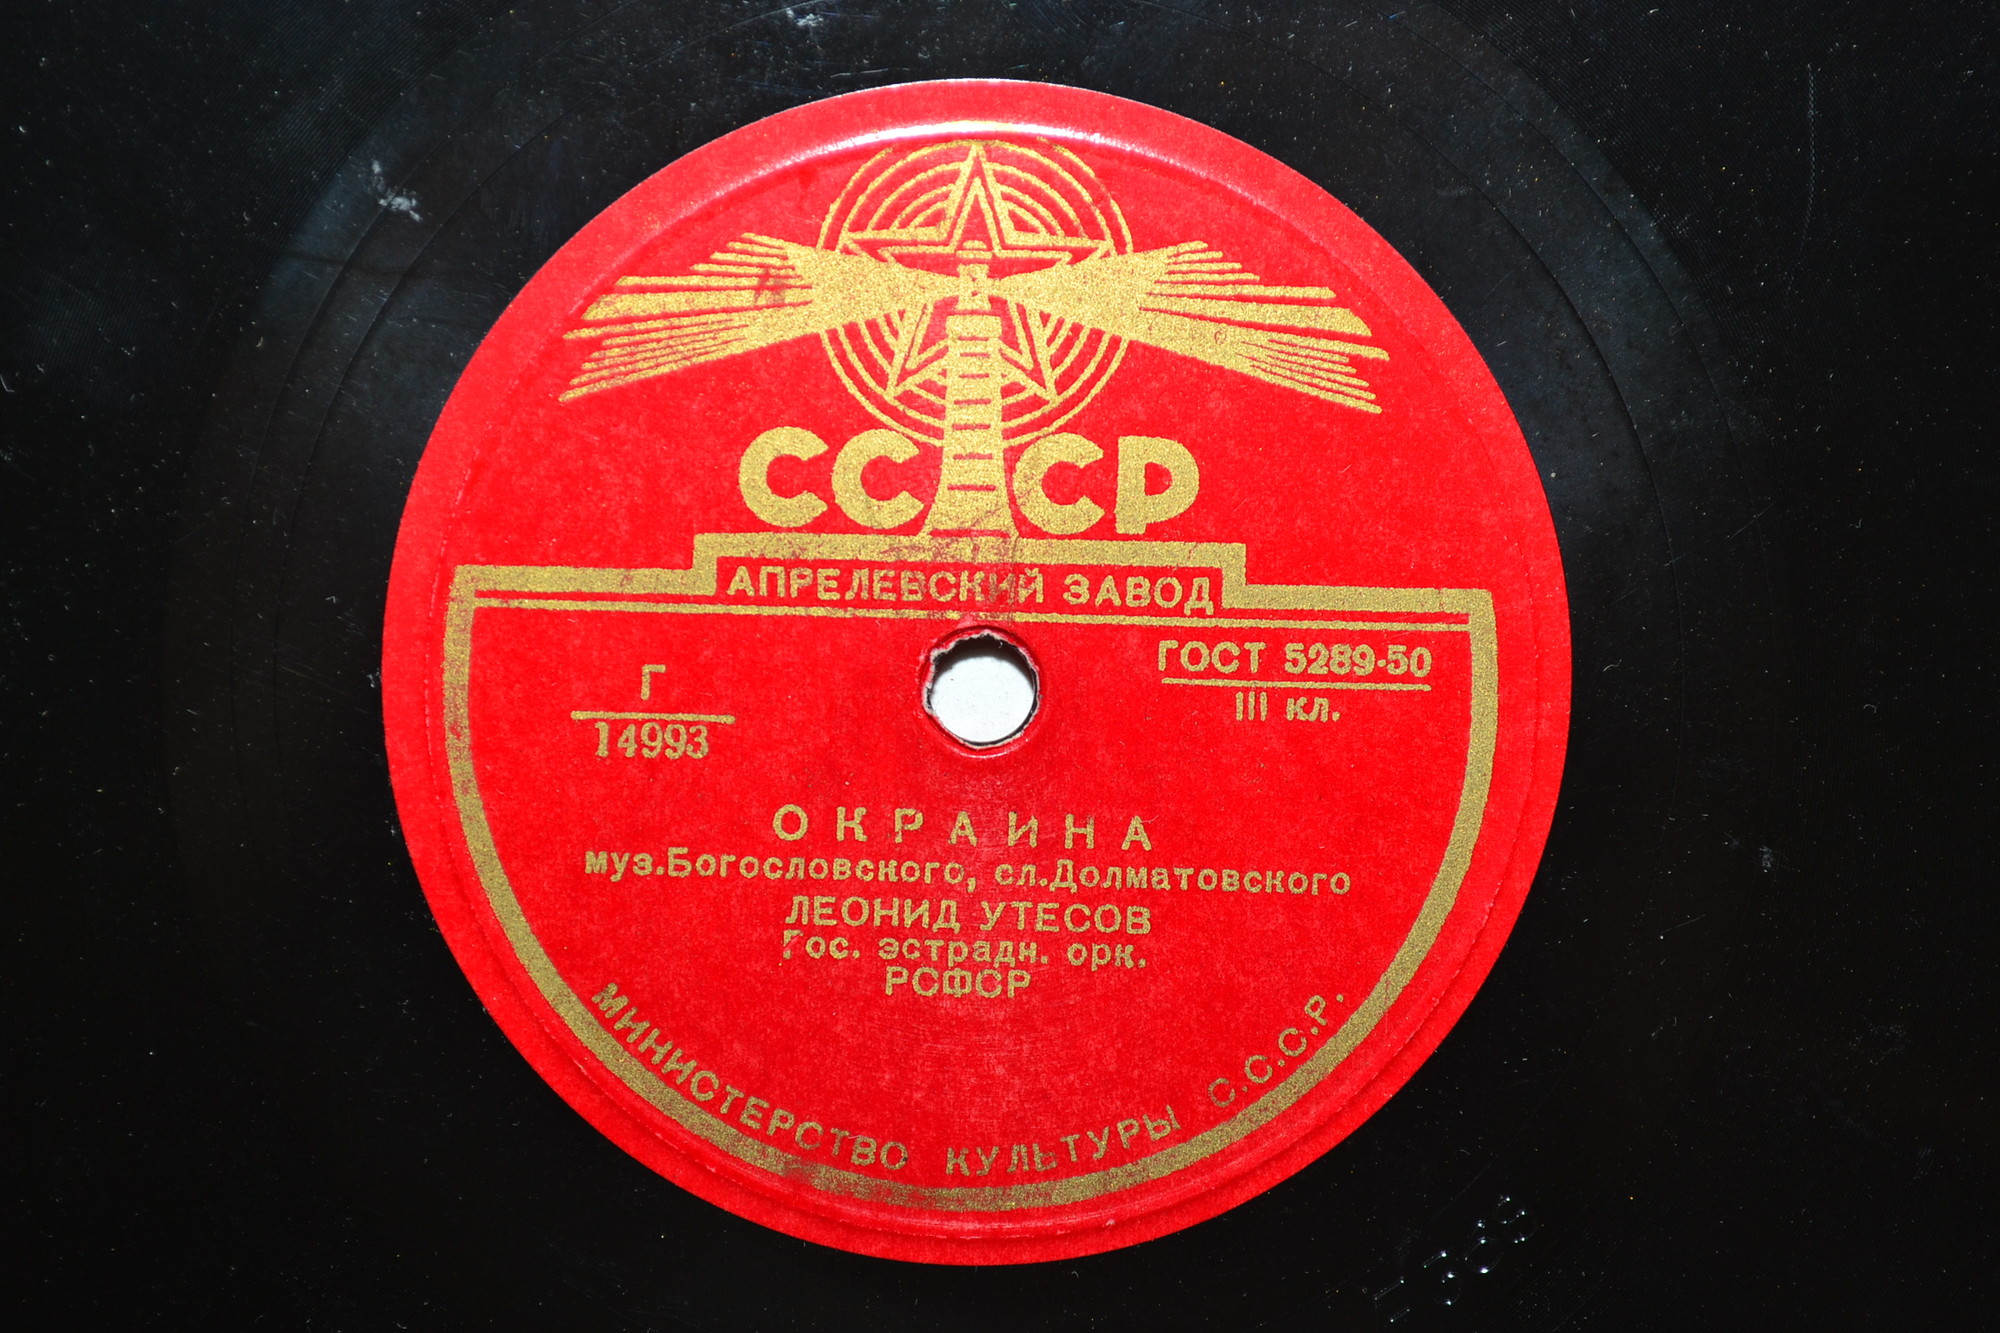 СССР
АПРЕЛЕВСКИЙ ЗАВОД
ГОСТ 5289-50
III кл.
Г
14993
ОКРАИНА
муз.Богословского, сл.Долматовского
ЛЕОНИД УТЕСОВ
Гос. эстрадн. орк.
РСФСР
МИНИСТЕРСТВО КУЛЬТУРЫ С.С.С.Р.